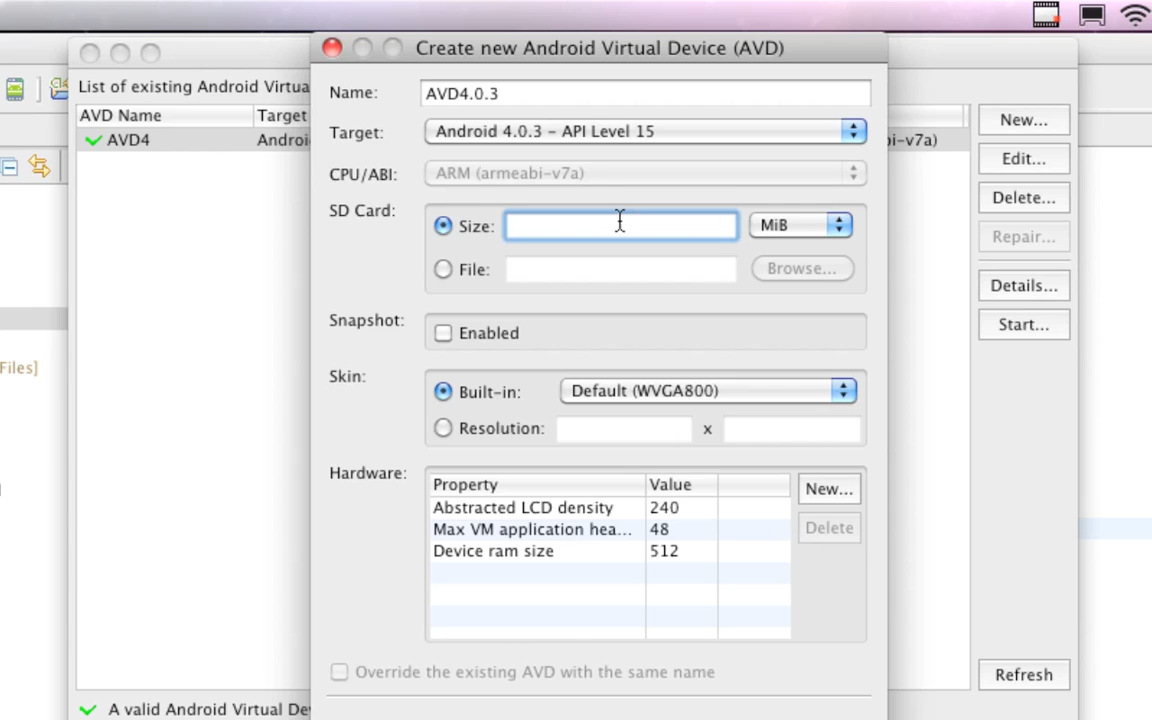 Create new Android Virtual Device (AVD)
List of existing Android Virtua
AVD Name Target
AVD4 Androi
bi-v7a)
Name: AVD4.0.3
Target: Android 4.0.3 – API Level 15
CPU/ABI: ARM (armeabi-v7a)
SD Card:
Size: MiB
File: Browse...
Snapshot:
Enabled
Skin:
Built-in: Default (WVGA800)
Resolution: x
Hardware:
Property Value
Abstracted LCD density 240
Max VM application hea... 48
Device ram size 512
New...
Delete
Override the existing AVD with the same name
New...
Edit...
Delete...
Repair...
Details...
Start...
Refresh
Files]
A valid Android Virtual De